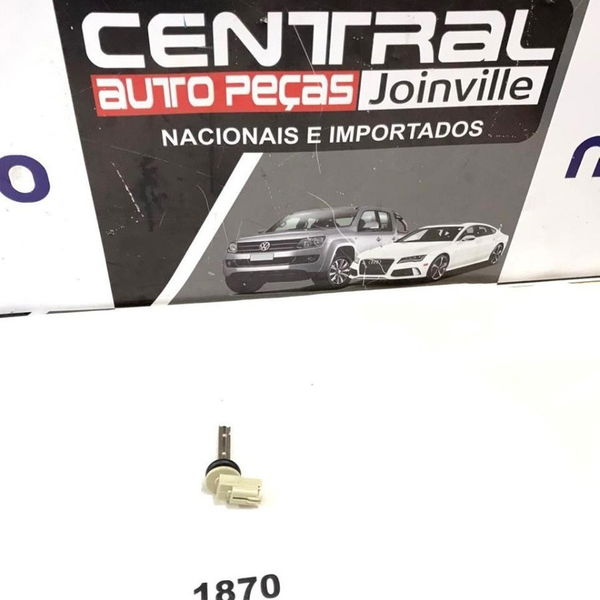 CENTRAL
AUTO PEÇAS Joinville
NACIONAIS E IMPORTADOS
1870